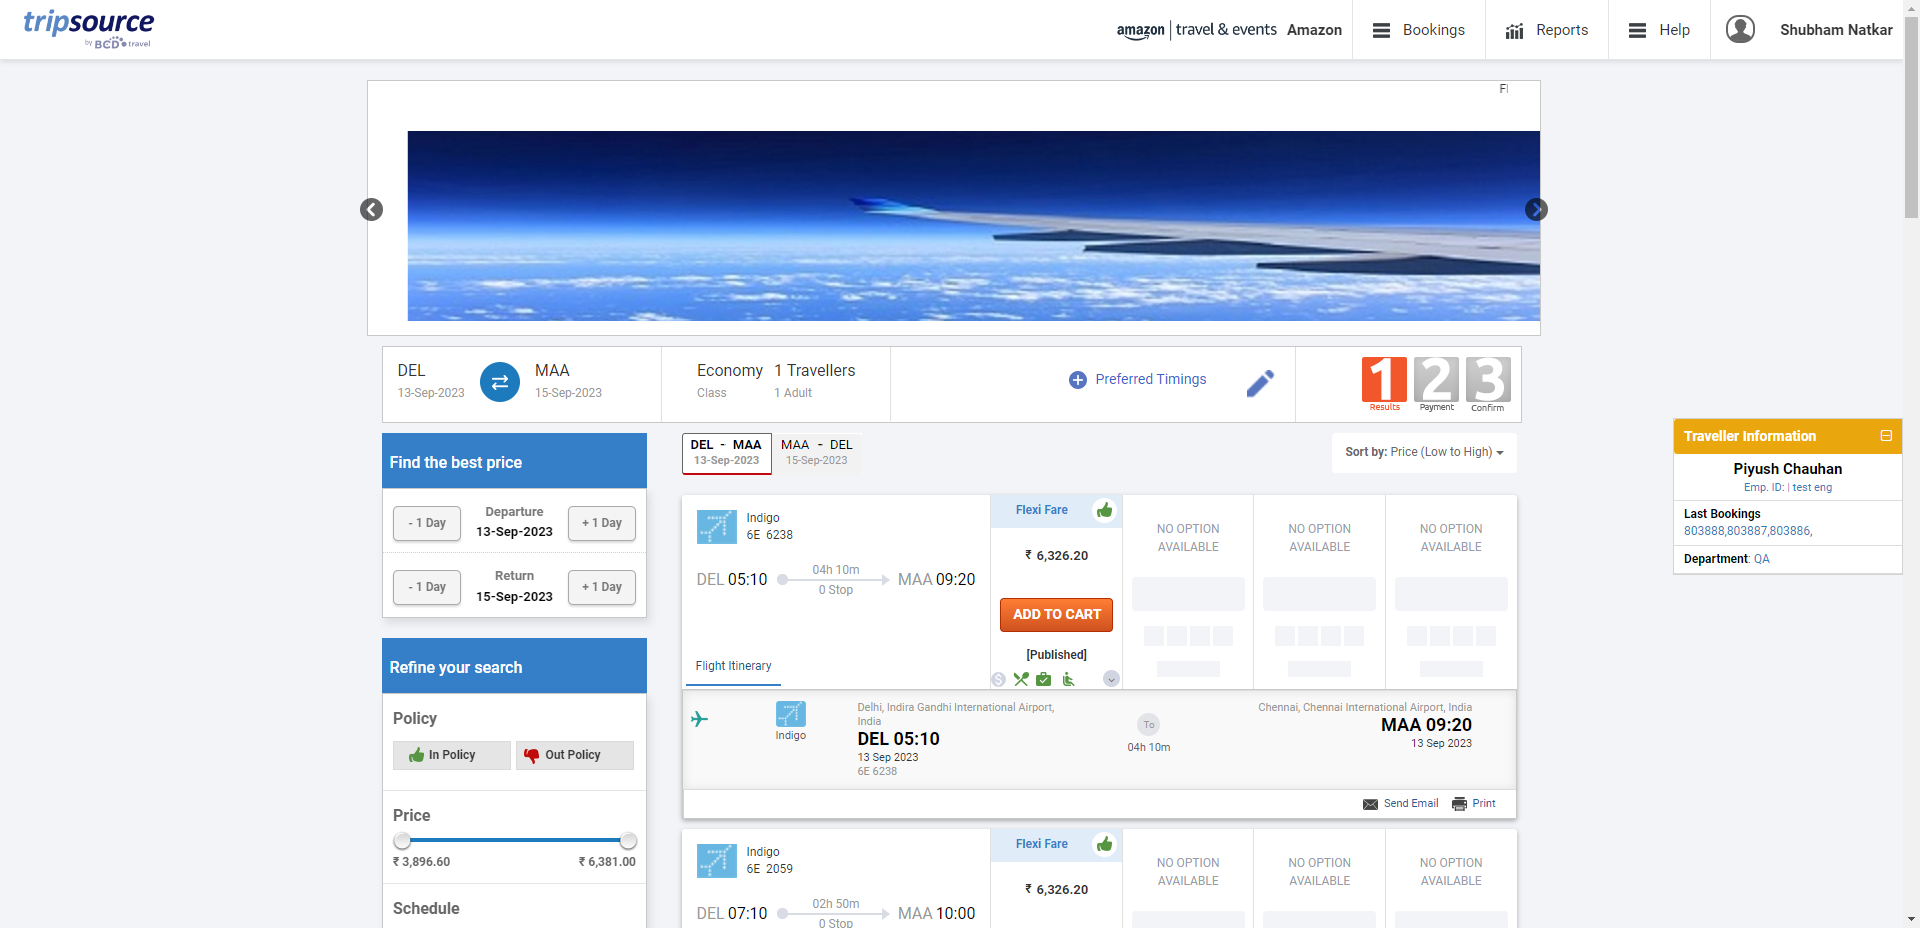 tripsource
by BCD travel
amazon | travel & events Amazon
Bookings
Reports
Help
Shubham Natkar
Fl
DEL
13-Sep-2023
MAA
15-Sep-2023
Economy
Class
1 Travellers
1 Adult
Preferred Timings
1 2 3
Results Payment Confirm
Traveller Information
Piyush Chauhan
Emp. ID: | test eng
Last Bookings
803888,803887,803886,
Department: QA
Find the best price
- 1 Day
Departure
13-Sep-2023
+ 1 Day
- 1 Day
Return
15-Sep-2023
+ 1 Day
Refine your search
Policy
In Policy
Out Policy
Price
₹ 3,896.60
₹ 6,381.00
Schedule
DEL - MAA
13-Sep-2023
MAA - DEL
15-Sep-2023
Sort by: Price (Low to High)
Indigo
6E 6238
DEL 05:10
04h 10m
0 Stop
MAA 09:20
Flight Itinerary
Flexi Fare
₹ 6,326.20
ADD TO CART
[Published]
NO OPTION
AVAILABLE
NO OPTION
AVAILABLE
NO OPTION
AVAILABLE
Indigo
Delhi, Indira Gandhi International Airport,
India
DEL 05:10
13 Sep 2023
6E 6238
To
04h 10m
Chennai, Chennai International Airport, India
MAA 09:20
13 Sep 2023
Send Email
Print
Indigo
6E 2059
DEL 07:10
02h 50m
0 Stop
MAA 10:00
Flexi Fare
₹ 6,326.20
NO OPTION
AVAILABLE
NO OPTION
AVAILABLE
NO OPTION
AVAILABLE